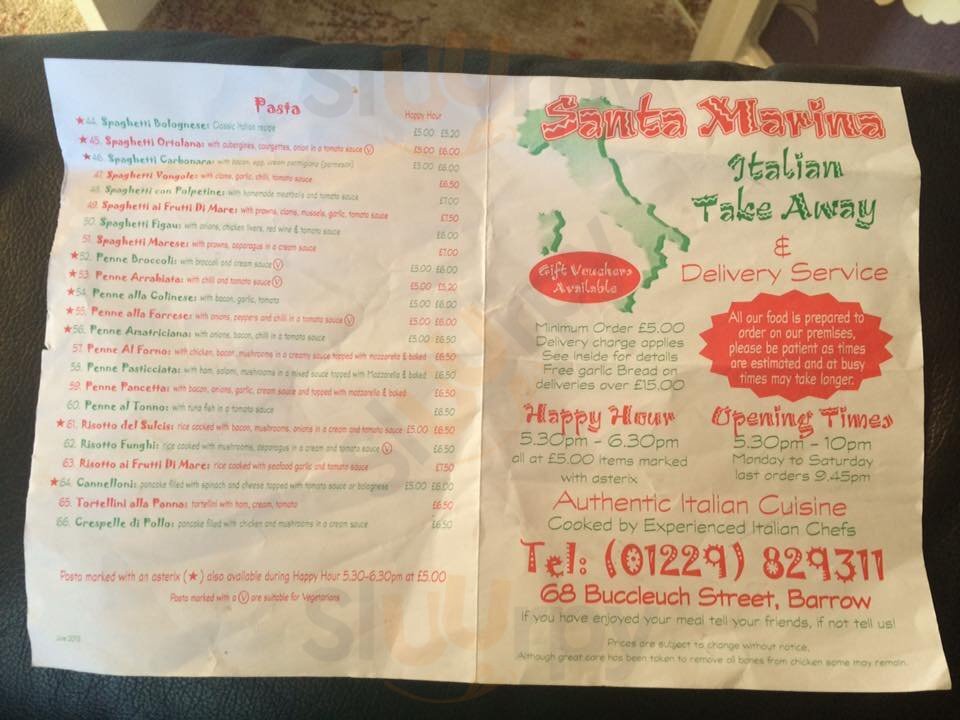 Pasta
Happy Hour
★44. Spaghetti Bolognese: Classic Italian recipe £5.00 £5.20
★45. Spaghetti Ortolana: with aubergines, courgettes, onion in a tomato sauce Ⓥ £5.00 £6.00
★46. Spaghetti Carbonara: with bacon, egg, cream parmigiano (parmesan) £5.00 £6.00
47. Spaghetti Vongole: with clams, garlic, chilli, tomato sauce £6.50
48. Spaghetti con Polpetine: with homemade meatballs and tomato sauce £7.00
49. Spaghetti ai Frutti Di Mare: with prawns, clams, mussels, garlic, tomato sauce £7.50
50. Spaghetti Figau: with onions, chicken livers, red wine & tomato sauce £6.00
51. Spaghetti Marese: with prawns, asparagus in a cream sauce £7.00
★52. Penne Broccoli: with broccoli and cream sauce Ⓥ £5.00 £6.00
★53. Penne Arrabiata: with chilli and tomato sauce Ⓥ £5.00 £5.20
★54. Penne alla Golinese: with bacon, garlic, tomato £5.00 £6.00
★55. Penne alla Farrese: with onions, peppers and chilli in a tomato sauce Ⓥ £5.00 £6.00
★56. Penne Amatriciana: with onions, bacon, chilli in a tomato sauce £5.00 £6.50
57. Penne Al Forno: with chicken, bacon, mushrooms in a creamy sauce topped with mozzarella & baked £6.50
58. Penne Pasticciata: with ham, salami, mushrooms in a mixed sauce topped with Mozzarella & baked £6.50
59. Penne Pancetta: with bacon, onions, garlic, cream sauce and topped with mozzarella & baked £6.50
60. Penne al Tonno: with tuna fish in a tomato sauce £6.50
★61. Risotto del Sulcis: rice cooked with bacon, mushrooms, onions in a cream and tomato sauce £5.00 £6.50
62. Risotto Funghi: rice cooked with mushrooms, asparagus in a cream and tomato sauce Ⓥ £6.50
63. Risotto ai Frutti Di Mare: rice cooked with seafood garlic and tomato sauce £7.50
★64. Cannelloni: pancake filled with spinach and cheese topped with tomato sauce or bolognese £5.00 £6.00
65. Tortellini alla Panna: tortellini with ham, cream, tomato £6.50
66. Crespelle di Pollo: pancake filled with chicken and mushrooms in a cream sauce £6.50
Pasta marked with an asterix (★) also available during Happy Hour 5.30-6.30pm at £5.00
Pasta marked with a Ⓥ are suitable for Vegetarians
Santa Marina
Italian
Take Away
&
Delivery Service
Gift Vouchers
Available
Minimum Order £5.00
Delivery charge applies
See inside for details
Free garlic Bread on
deliveries over £15.00
All our food is prepared to
order on our premises,
please be patient as times
are estimated and at busy
times may take longer.
Happy Hour
5.30pm - 6.30pm
all at £5.00 items marked
with asterix
Opening Times
5.30pm - 10pm
Monday to Saturday
last orders 9.45pm
Authentic Italian Cuisine
Cooked by Experienced Italian Chefs
Tel: (01229) 829311
68 Buccleuch Street, Barrow
If you have enjoyed your meal tell your friends, if not tell us!
Prices are subject to change without notice.
Although great care has been taken to remove all bones from chicken some may remain.
sluurpy
sluurpy